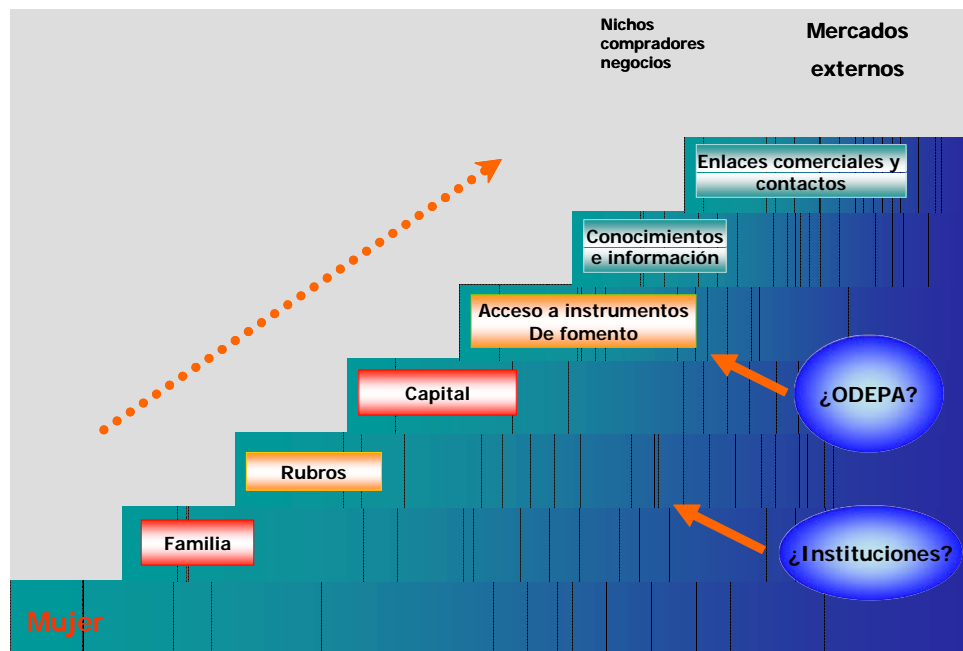 Nichos
compradores
negocios
Mercados
externos
Enlaces comerciales y
contactos
Conocimientos
e información
Acceso a instrumentos
De fomento
Capital
¿ODEPA?
Rubros
Familia
¿Instituciones?
Mujer